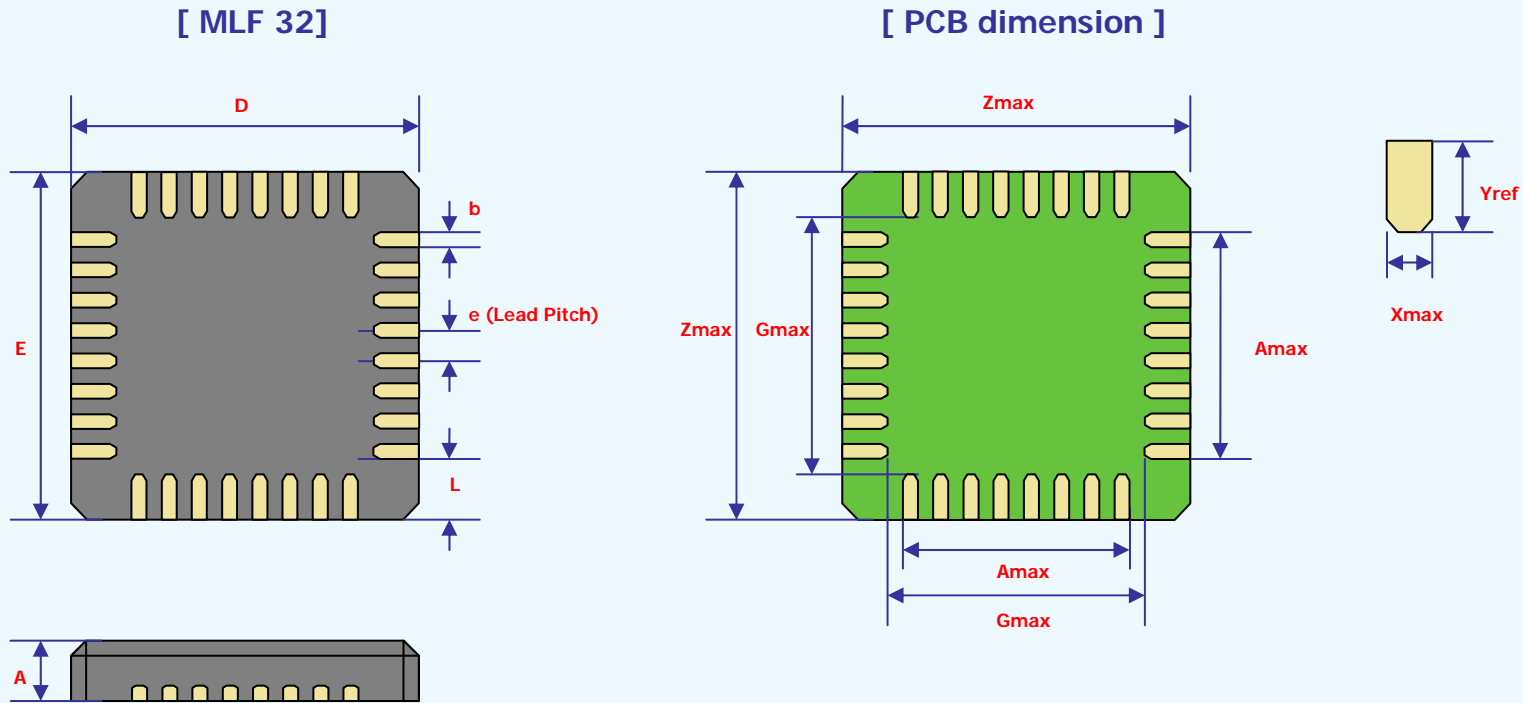 [ MLF 32]
[ PCB dimension ]
D
Zmax
b
Yref
e (Lead Pitch)
Xmax
E
Zmax
Gmax
Amax
L
Amax
Gmax
A